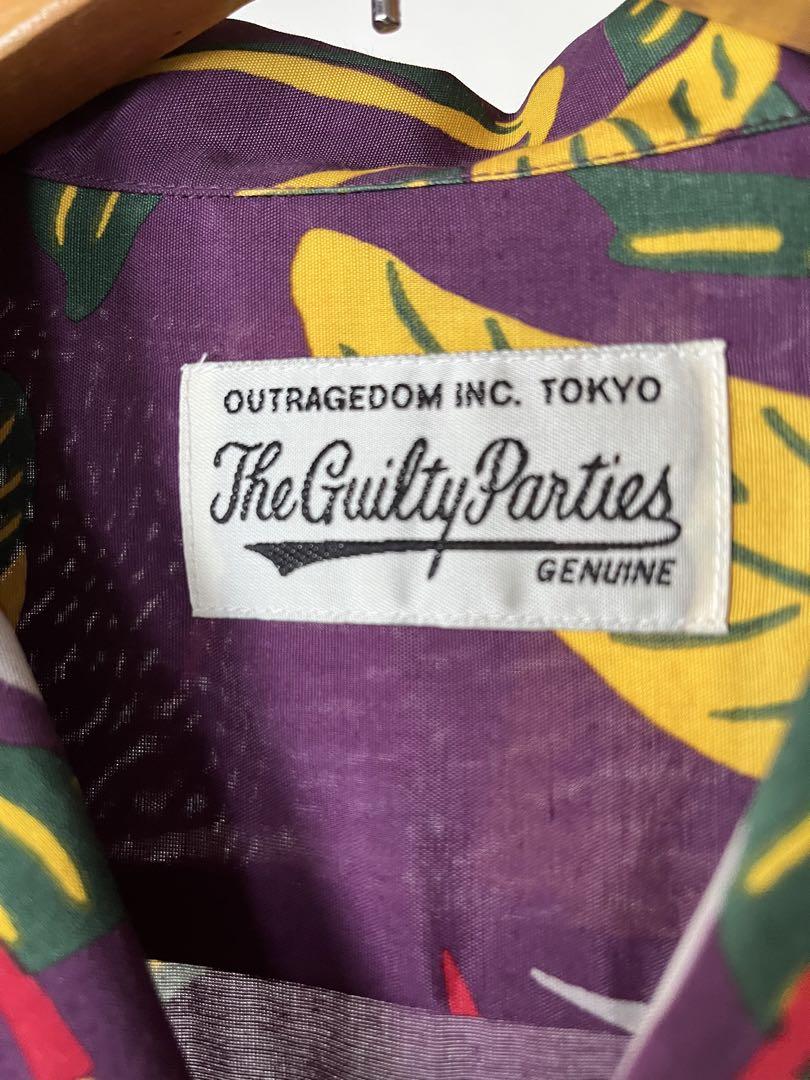 OUTRAGEDOM INC. TOKYO
The Guilty Parties
GENUINE